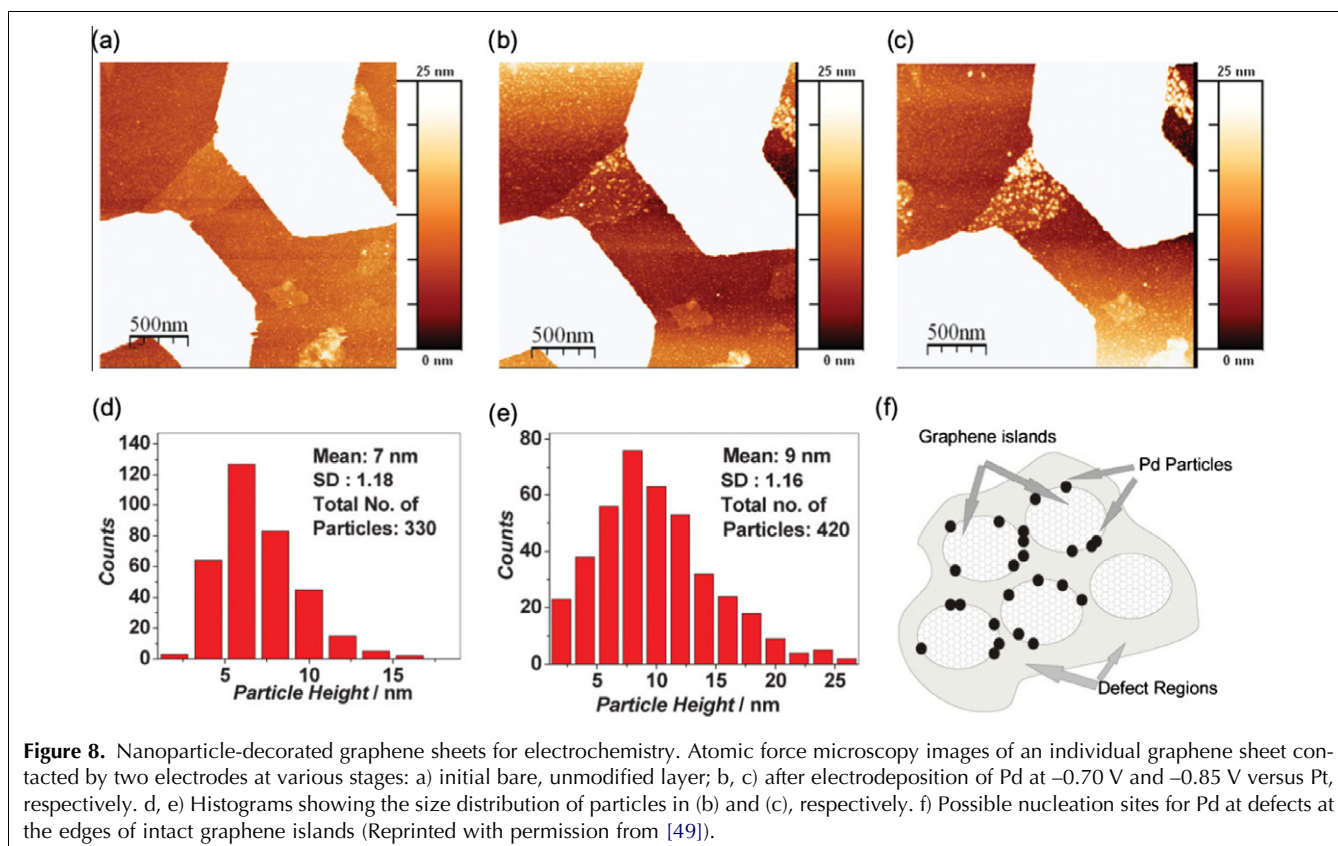 (a)
25 nm
500nm
0 nm
(b)
25 nm
500nm
0 nm
(c)
25 nm
500nm
0 nm
(d)
140
120
100
80
60
40
20
0
Counts
Mean: 7 nm
SD : 1.18
Total No. of
Particles: 330
5
10
15
Particle Height / nm
(e)
80
60
40
20
0
Counts
Mean: 9 nm
SD : 1.16
Total no. of
Particles: 420
5
10
15
20
25
Particle Height / nm
(f)
Graphene islands
Pd Particles
Defect Regions
Figure 8. Nanoparticle-decorated graphene sheets for electrochemistry. Atomic force microscopy images of an individual graphene sheet con-
tacted by two electrodes at various stages: a) initial bare, unmodified layer; b, c) after electrodeposition of Pd at –0.70 V and –0.85 V versus Pt,
respectively. d, e) Histograms showing the size distribution of particles in (b) and (c), respectively. f) Possible nucleation sites for Pd at defects at
the edges of intact graphene islands (Reprinted with permission from [49]).